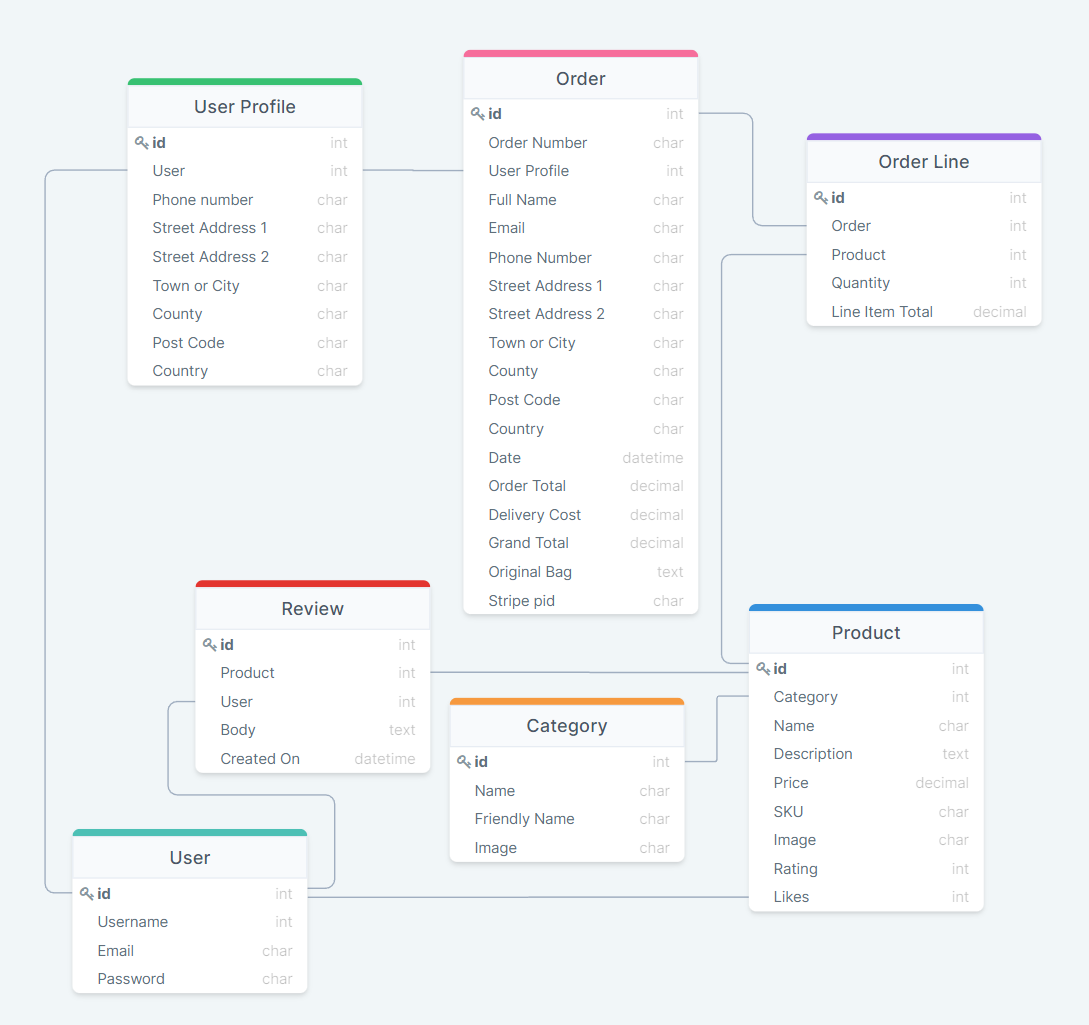 User Profile
id int
User int
Phone number char
Street Address 1 char
Street Address 2 char
Town or City char
County char
Post Code char
Country char
Order
id int
Order Number char
User Profile int
Full Name char
Email char
Phone Number char
Street Address 1 char
Street Address 2 char
Town or City char
County char
Post Code char
Country char
Date datetime
Order Total decimal
Delivery Cost decimal
Grand Total decimal
Original Bag text
Stripe pid char
Order Line
id int
Order int
Product int
Quantity int
Line Item Total decimal
Review
id int
Product int
User int
Body text
Created On datetime
Category
id int
Name char
Friendly Name char
Image char
Product
id int
Category int
Name char
Description text
Price decimal
SKU char
Image char
Rating int
Likes int
User
id int
Username int
Email char
Password char